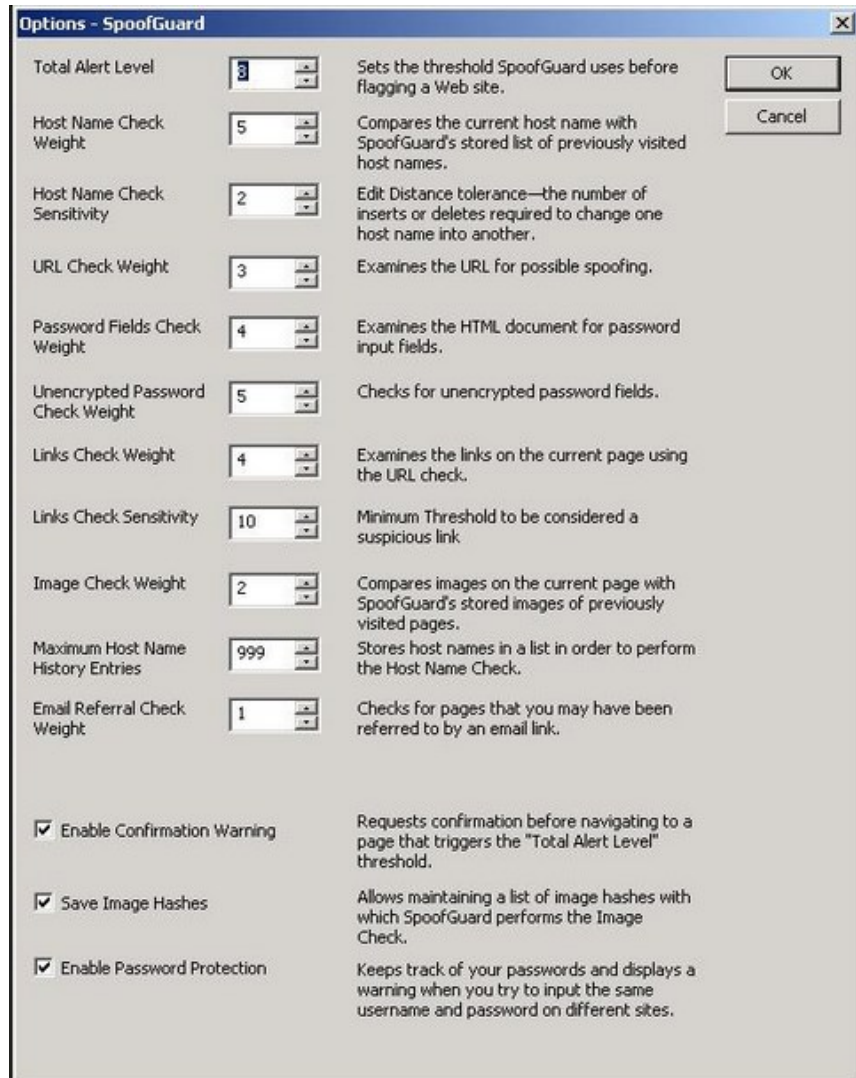 Options - SpoofGuard
OK
Cancel
Total Alert Level
8
Sets the threshold SpoofGuard uses before
flagging a Web site.
Host Name Check
Weight
5
Compares the current host name with
SpoofGuard's stored list of previously visited
host names.
Host Name Check
Sensitivity
2
Edit Distance tolerance—the number of
inserts or deletes required to change one
host name into another.
URL Check Weight
3
Examines the URL for possible spoofing.
Password Fields Check
Weight
4
Examines the HTML document for password
input fields.
Unencrypted Password
Check Weight
5
Checks for unencrypted password fields.
Links Check Weight
4
Examines the links on the current page using
the URL check.
Links Check Sensitivity
10
Minimum Threshold to be considered a
suspicious link
Image Check Weight
2
Compares images on the current page with
SpoofGuard's stored images of previously
visited pages.
Maximum Host Name
History Entries
999
Stores host names in a list in order to perform
the Host Name Check.
Email Referral Check
Weight
1
Checks for pages that you may have been
referred to by an email link.
Enable Confirmation Warning
Requests confirmation before navigating to a
page that triggers the "Total Alert Level"
threshold.
Save Image Hashes
Allows maintaining a list of image hashes with
which SpoofGuard performs the Image
Check.
Enable Password Protection
Keeps track of your passwords and displays a
warning when you try to input the same
username and password on different sites.